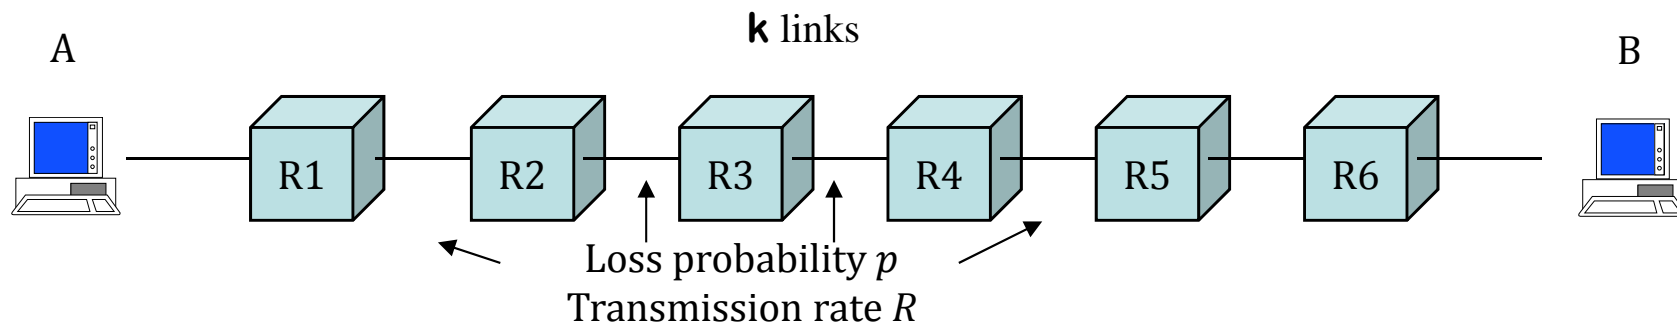 k links
A
B
R1 R2 R3 R4 R5 R6
Loss probability p
Transmission rate R